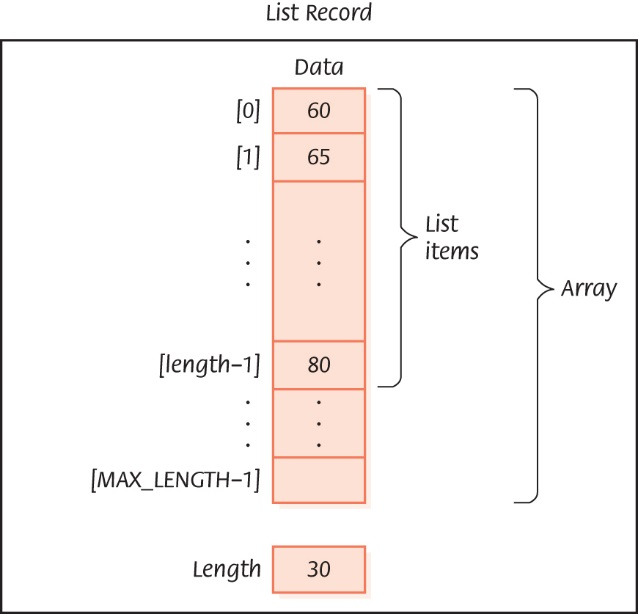 List Record
Data
[0] 60
[1] 65
List
items
Array
[length–1] 80
[MAX_LENGTH–1]
Length 30